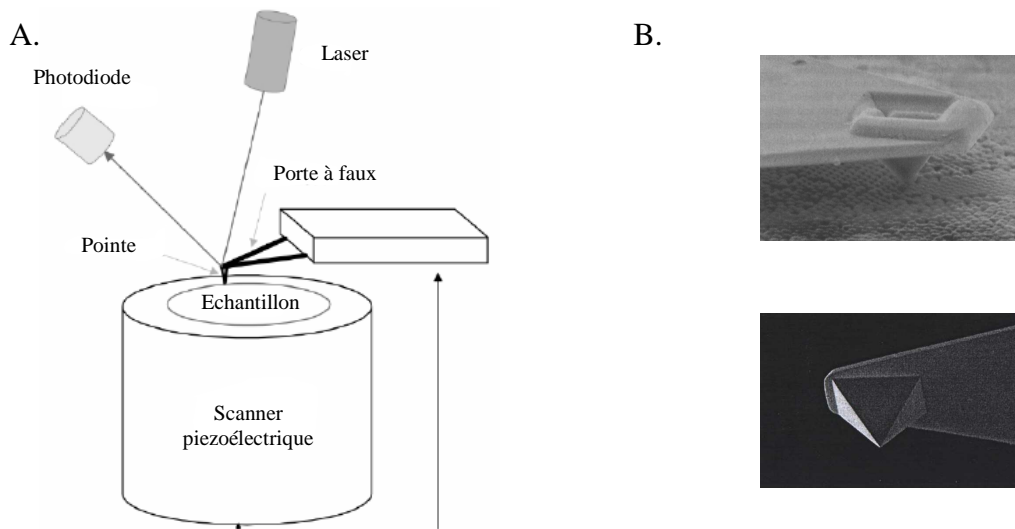 A.
Laser
B.
Photodiode
Porte à faux
Pointe
Echantillon
Scanner
piezoélectrique